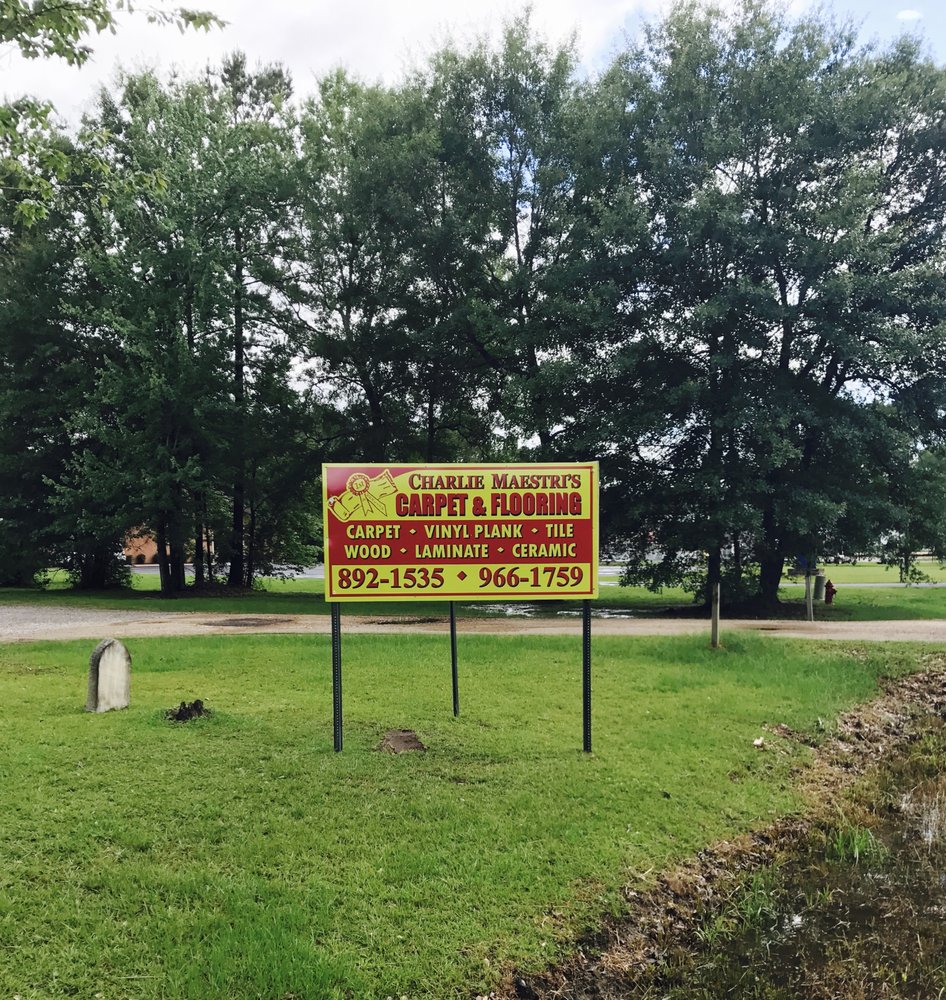 CHARLIE MAESTRI'S
CARPET & FLOORING
CARPET • VINYL PLANK • TILE
WOOD • LAMINATE • CERAMIC
892-1535 ◆ 966-1759